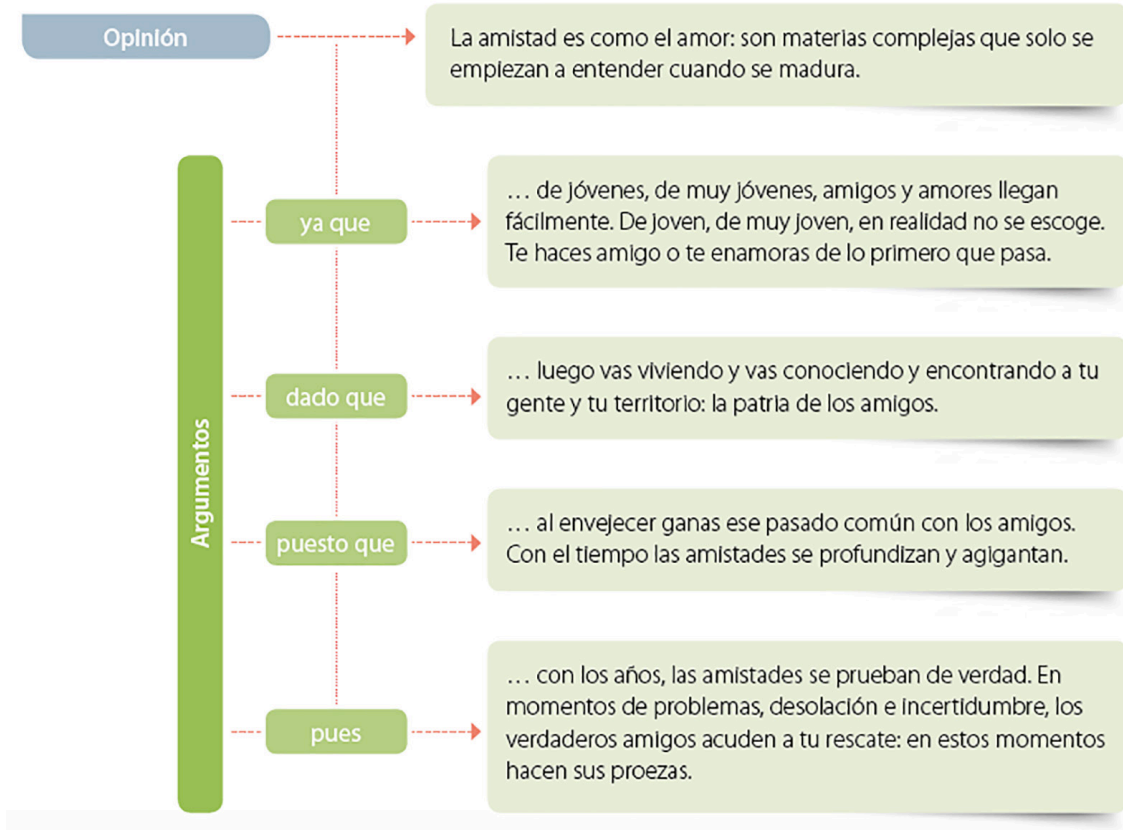 Opinión
La amistad es como el amor: son materias complejas que solo se
empiezan a entender cuando se madura.
Argumentos
ya que
… de jóvenes, de muy jóvenes, amigos y amores llegan
fácilmente. De joven, de muy joven, en realidad no se escoge.
Te haces amigo o te enamoras de lo primero que pasa.
dado que
… luego vas viviendo y vas conociendo y encontrando a tu
gente y tu territorio: la patria de los amigos.
puesto que
… al envejecer ganas ese pasado común con los amigos.
Con el tiempo las amistades se profundizan y agigantan.
pues
… con los años, las amistades se prueban de verdad. En
momentos de problemas, desolación e incertidumbre, los
verdaderos amigos acuden a tu rescate: en estos momentos
hacen sus proezas.